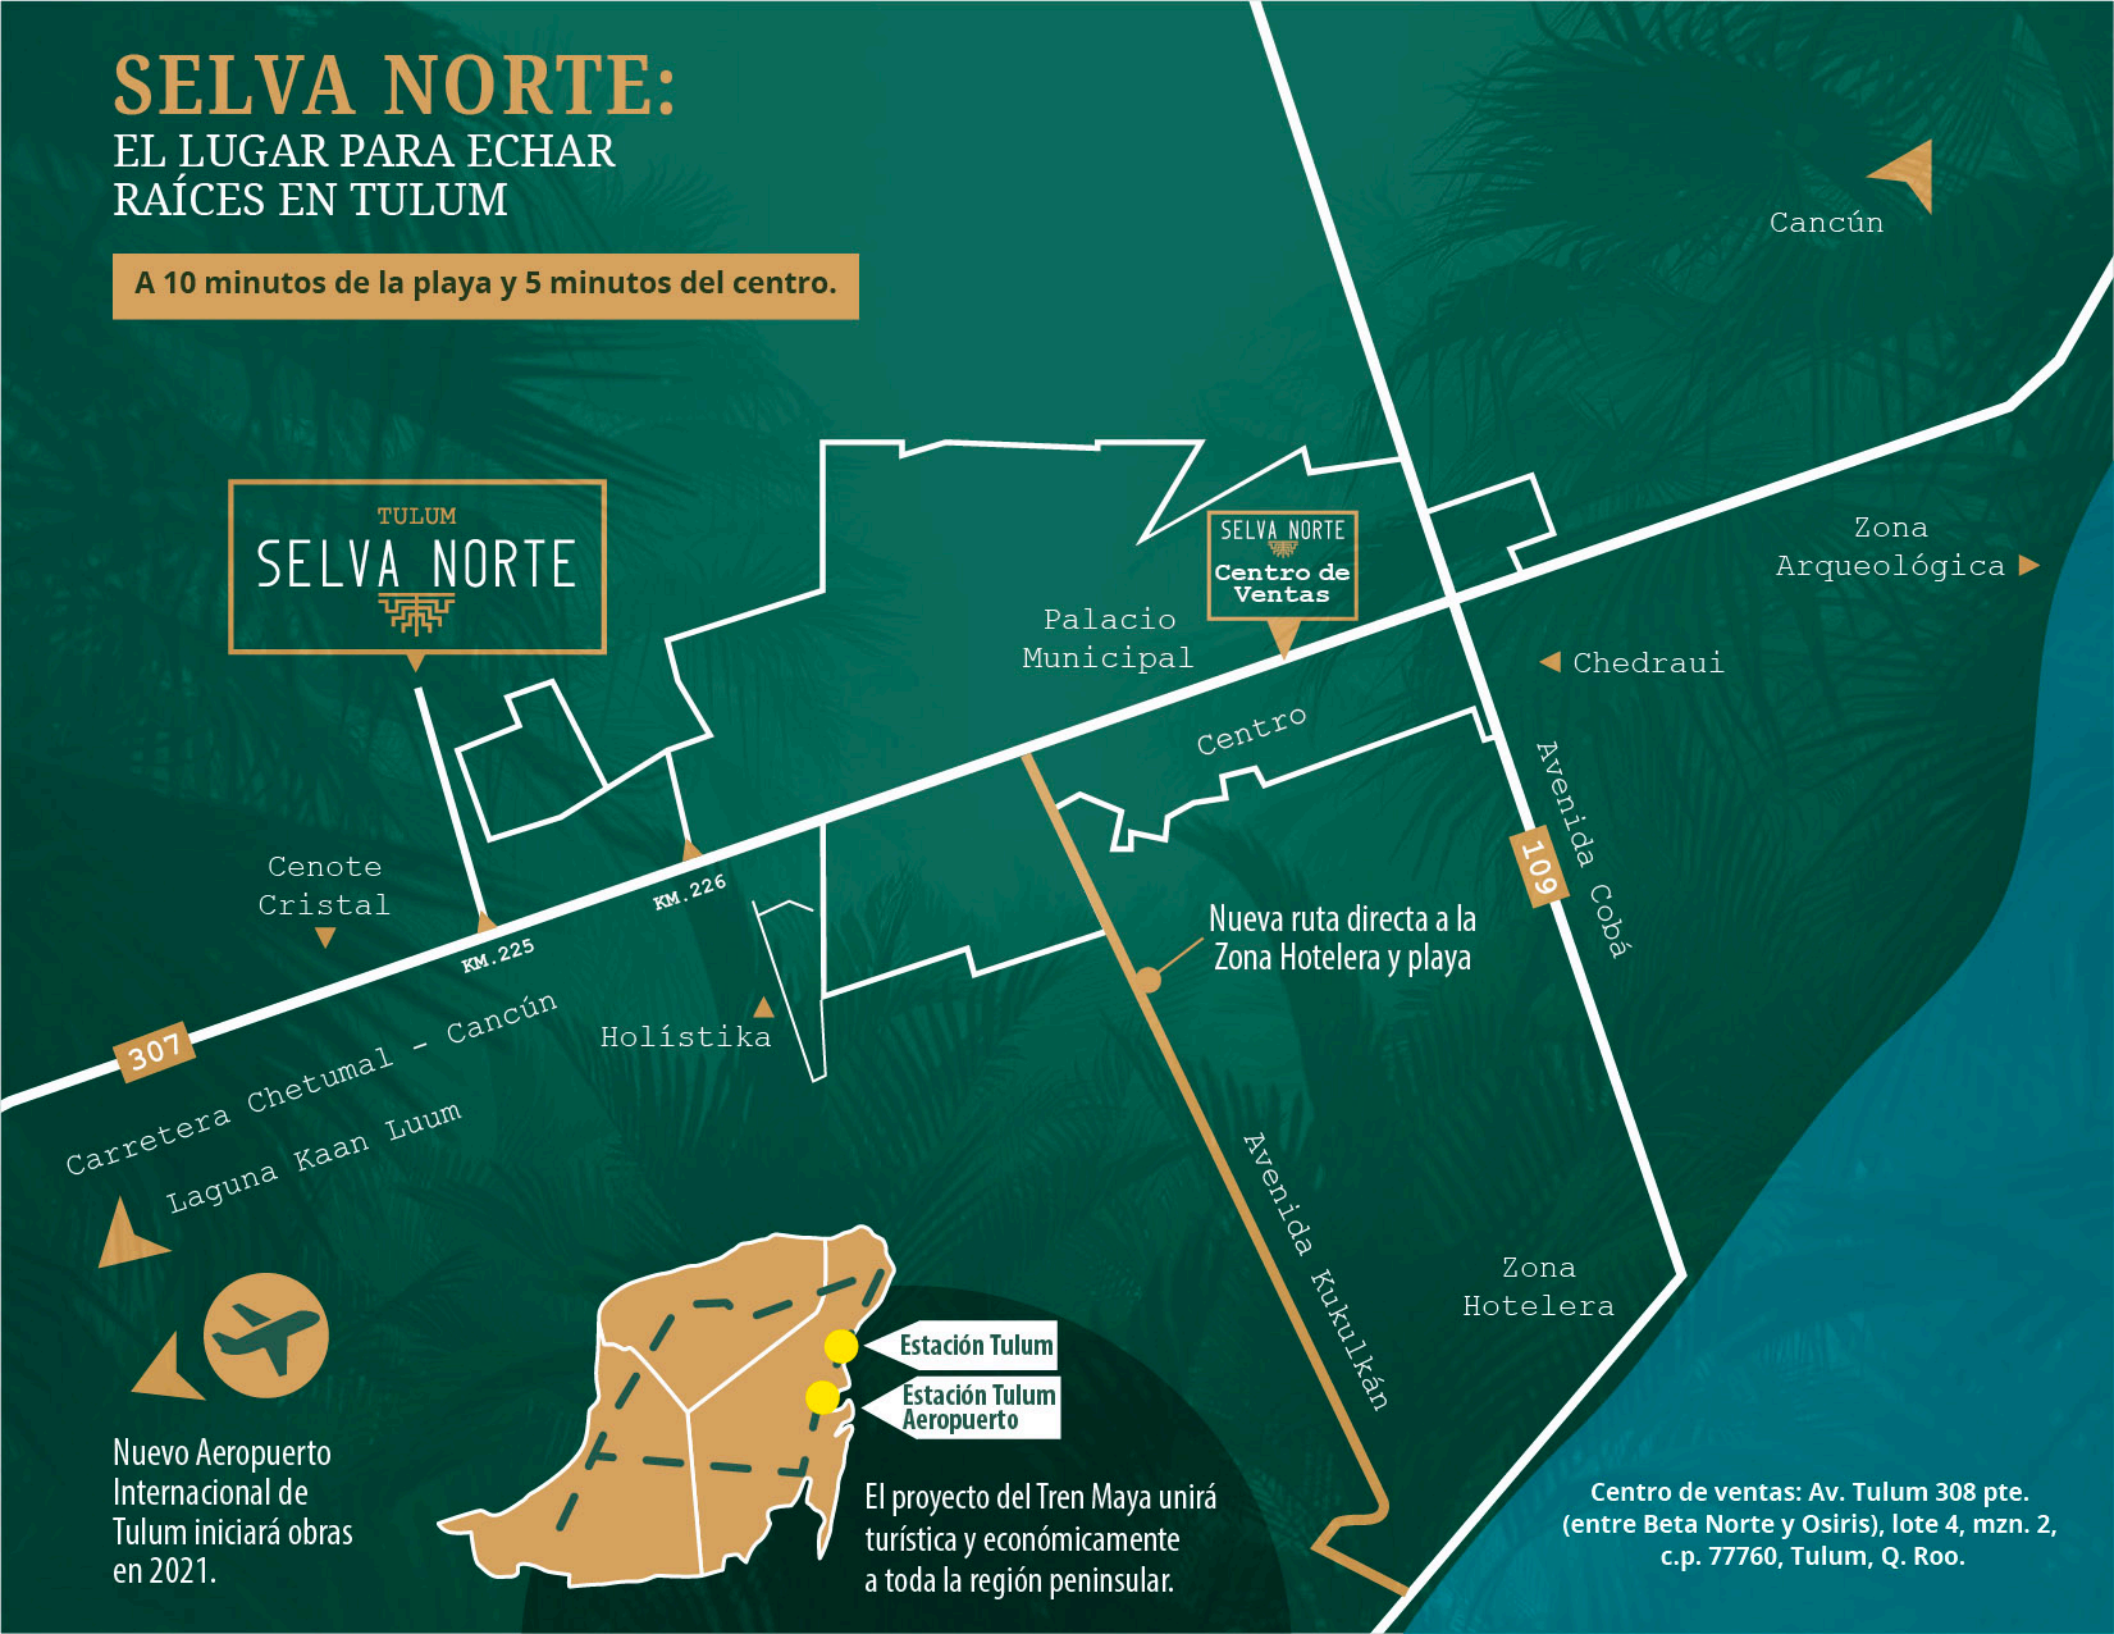 SELVA NORTE:
EL LUGAR PARA ECHAR
RAÍCES EN TULUM
A 10 minutos de la playa y 5 minutos del centro.
Cancún
TULUM
SELVA NORTE
SELVA NORTE
Centro de
Ventas
Zona
Arqueológica
Palacio
Municipal
Chedraui
Centro
Avenida Cobá
109
Cenote
Cristal
KM.226
KM.225
Nueva ruta directa a la
Zona Hotelera y playa
307
Carretera Chetumal - Cancún
Holístika
Laguna Kaan Luum
Avenida Kukulkán
Zona
Hotelera
Estación Tulum
Estación Tulum
Aeropuerto
Nuevo Aeropuerto
Internacional de
Tulum iniciará obras
en 2021.
El proyecto del Tren Maya unirá
turística y económicamente
a toda la región peninsular.
Centro de ventas: Av. Tulum 308 pte.
(entre Beta Norte y Osiris), lote 4, mzn. 2,
c.p. 77760, Tulum, Q. Roo.